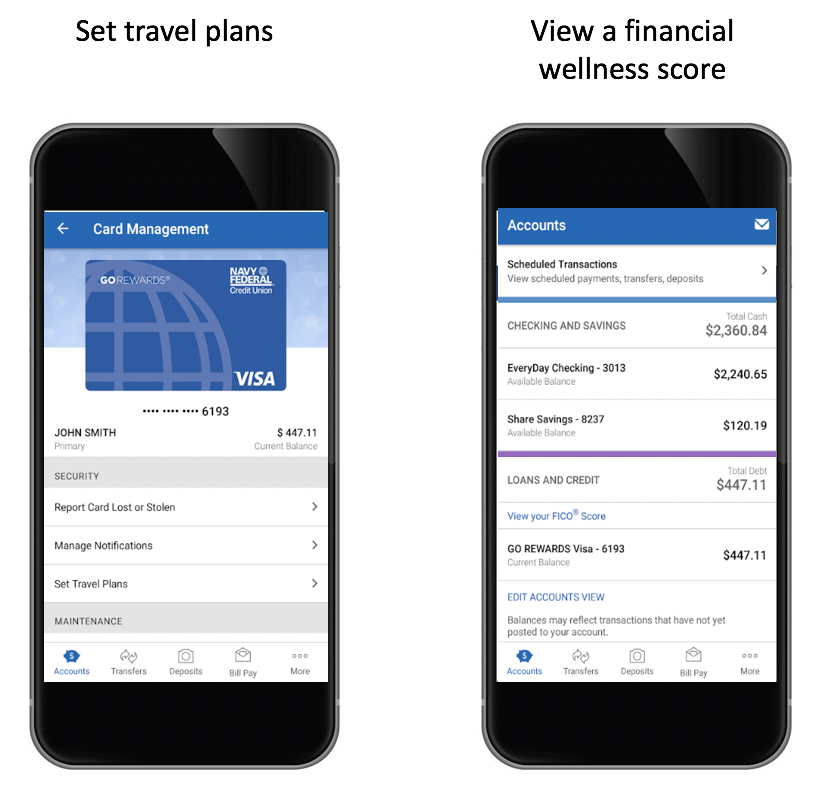 Set travel plans
Card Management
GO REWARDS®
NAVY
FEDERAL
Credit Union
VISA
•••• •••• •••• 6193
JOHN SMITH
$ 447.11
Primary
Current Balance
SECURITY
Report Card Lost or Stolen
Manage Notifications
Set Travel Plans
MAINTENANCE
Accounts
Transfers
Deposits
Bill Pay
More
View a financial
wellness score
Accounts
Scheduled Transactions
View scheduled payments, transfers, deposits
Total Cash
CHECKING AND SAVINGS
$2,360.84
EveryDay Checking - 3013
Available Balance
$2,240.65
Share Savings - 8237
Available Balance
$120.19
Total Debt
LOANS AND CREDIT
$447.11
View your FICO® Score
GO REWARDS Visa - 6193
Current Balance
$447.11
EDIT ACCOUNTS VIEW
Balances may reflect transactions that have not yet
posted to your account.
Accounts
Transfers
Deposits
Bill Pay
More